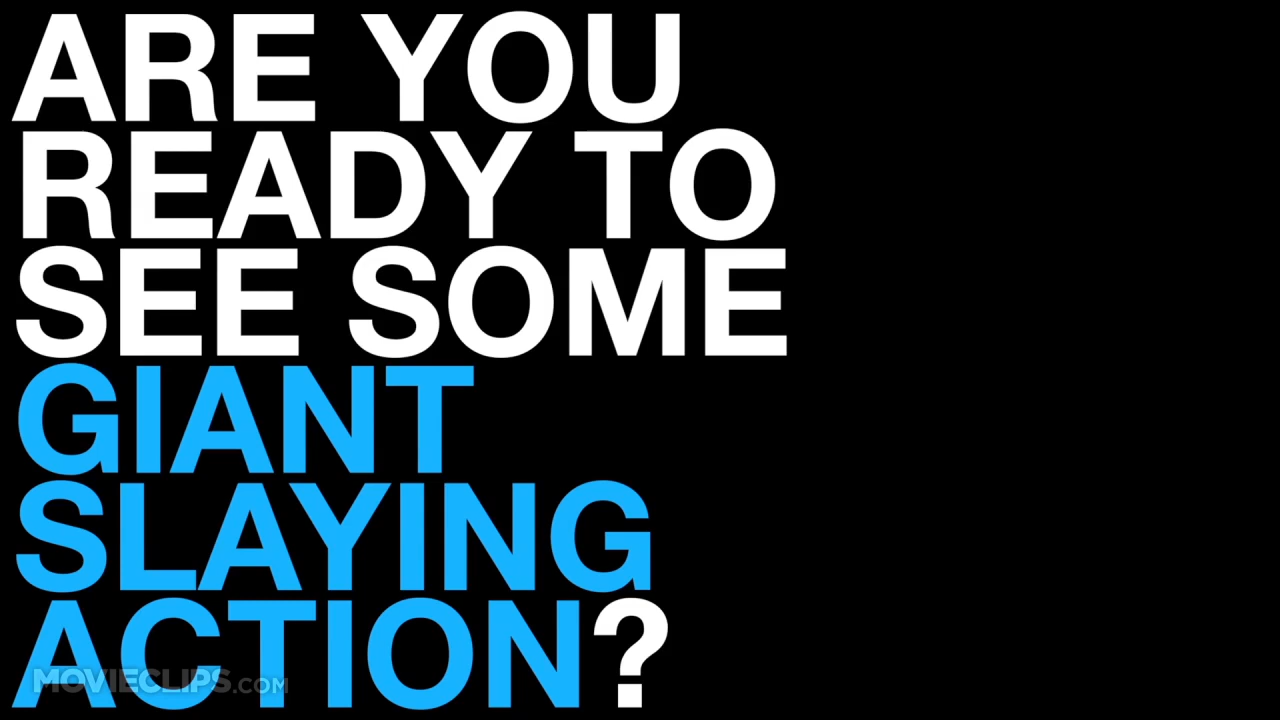 ARE YOU
READY TO
SEE SOME
GIANT
SLAYING
ACTION?
MOVIECLIPS.COM